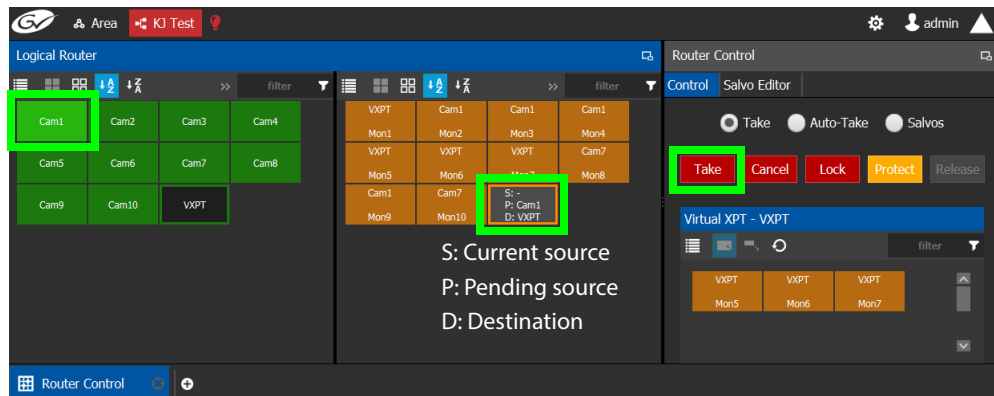 GV Area KJ Test admin
Logical Router
Router Control
filter
filter
Control Salvo Editor
Cam1 Cam2 Cam3 Cam4
Cam5 Cam6 Cam7 Cam8
Cam9 Cam10 VXPT
VXPT Cam1 Cam1 Cam1
Mon1 Mon2 Mon3 Mon4
VXPT VXPT VXPT Cam7
Mon5 Mon6 Mon7 Mon8
Cam1 Cam7 S: -
P: Cam1
Mon9 Mon10 D: VXPT
S: Current source
P: Pending source
D: Destination
Take Auto-Take Salvos
Take Cancel Lock Protect Release
Virtual XPT - VXPT
filter
VXPT VXPT VXPT
Mon5 Mon6 Mon7
Router Control